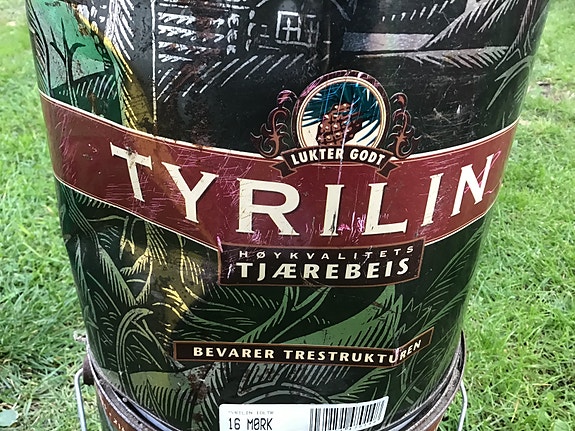 LUKTER GODT
TYRILIN
HØYKVALITETS
TJÆREBEIS
BEVARER TRESTRUKTUREN
16 MØRK